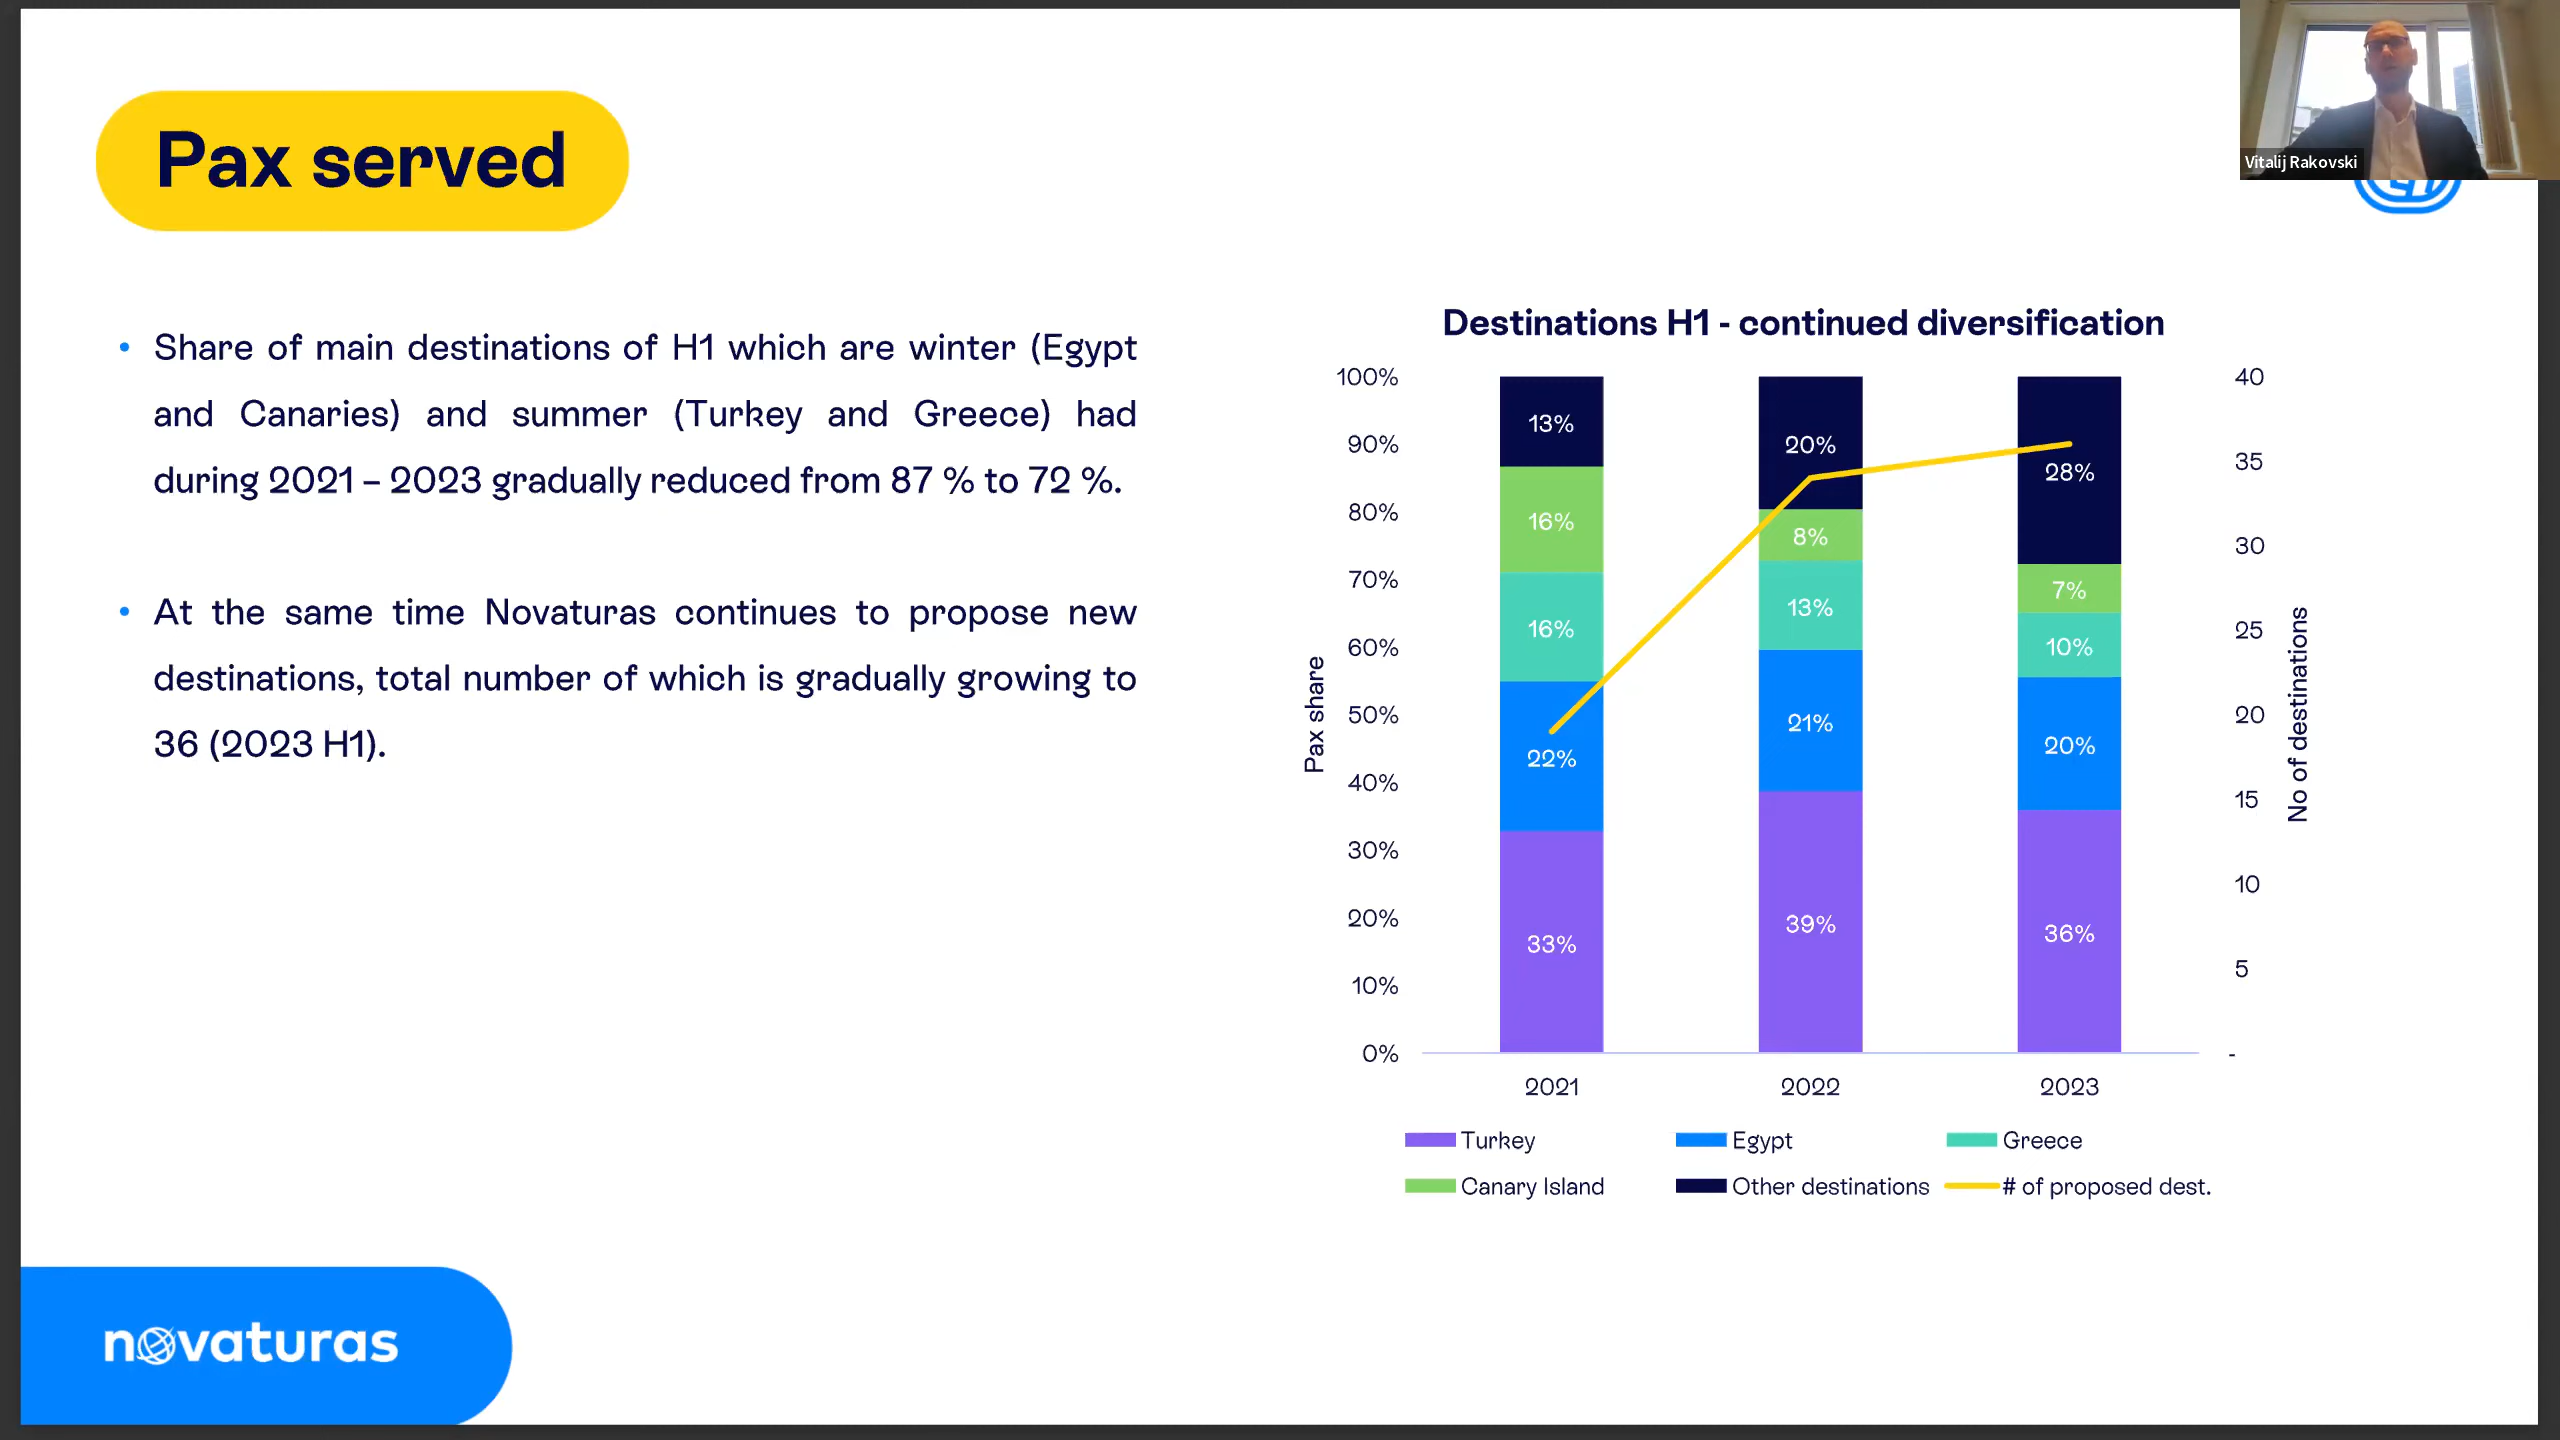 Pax served
Vitalij Rakovski
Share of main destinations of H1 which are winter (Egypt
and Canaries) and summer (Turkey and Greece) had
during 2021 – 2023 gradually reduced from 87 % to 72 %.
At the same time Novaturas continues to propose new
destinations, total number of which is gradually growing to
36 (2023 H1).
Destinations H1 - continued diversification
100%
90%
80%
70%
60%
50%
40%
30%
20%
10%
0%
Pax share
13%
16%
16%
22%
33%
20%
8%
13%
21%
39%
28%
7%
10%
20%
36%
40
35
30
25
20
15
10
5
-
No of destinations
2021 2022 2023
Turkey Egypt Greece
Canary Island Other destinations # of proposed dest.
novaturas